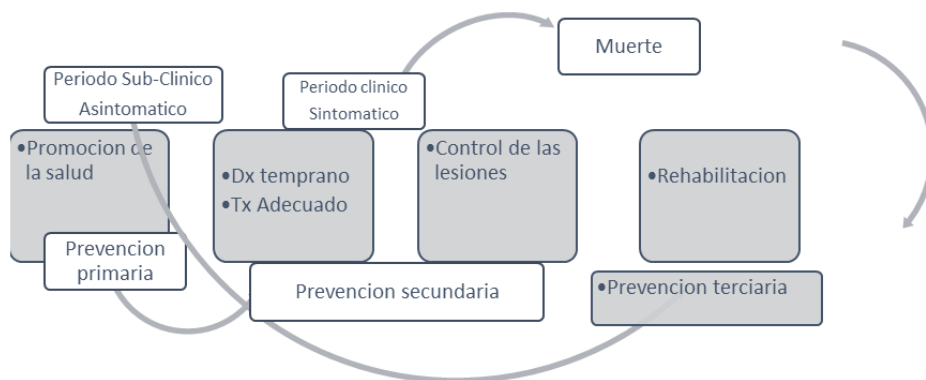 Muerte
Periodo Sub-Clinico
Asintomatico
Periodo clinico
Sintomatico
•Promocion de
la salud
•Dx temprano
•Tx Adecuado
•Control de las
lesiones
•Rehabilitacion
Prevencion
primaria
Prevencion secundaria
•Prevencion terciaria